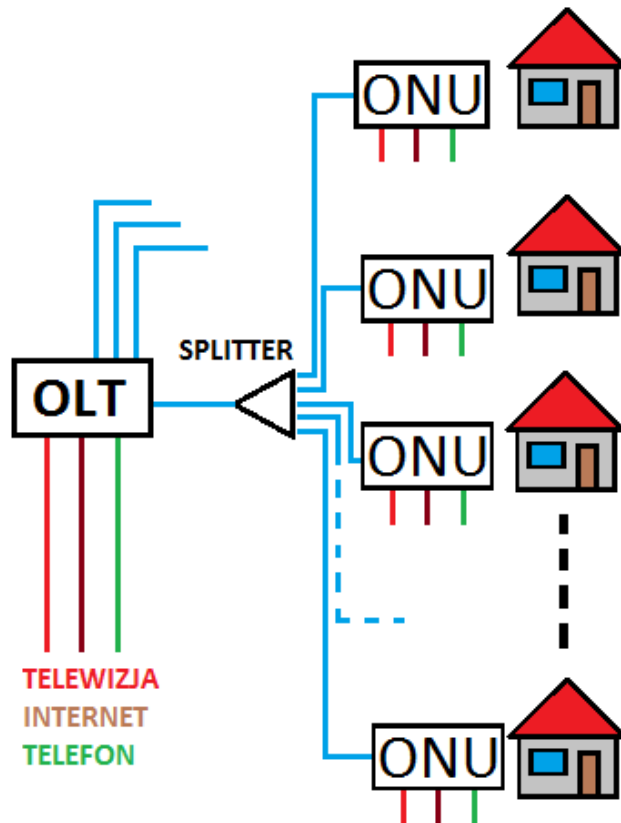 ONU
ONU
SPLITTER
OLT
ONU
TELEWIZJA
INTERNET
TELEFON
ONU